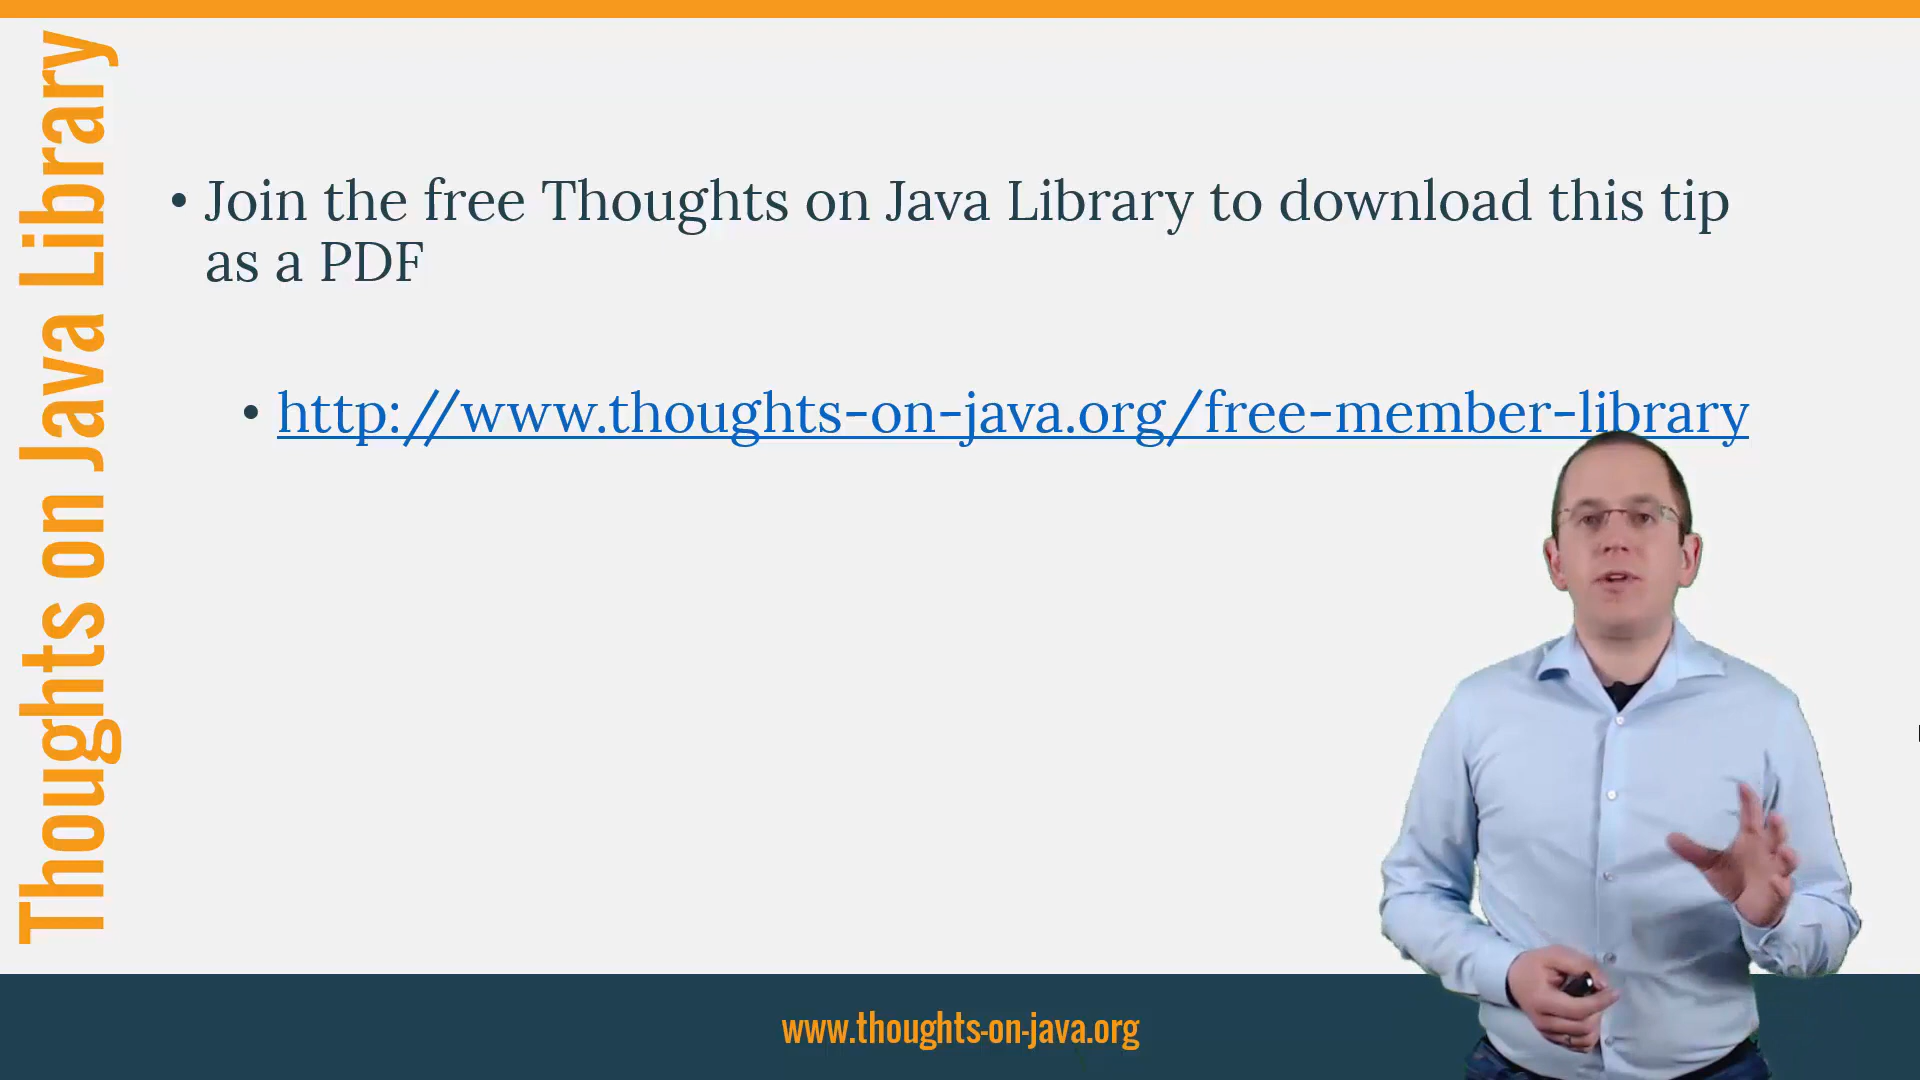 Thoughts on Java Library
• Join the free Thoughts on Java Library to download this tip
as a PDF
• http://www.thoughts-on-java.org/free-member-library
www.thoughts-on-java.org